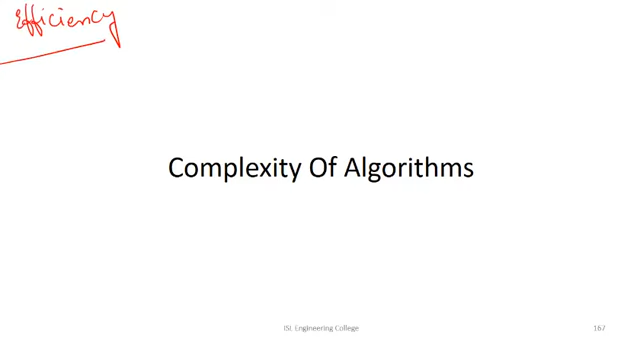 Efficiency
Complexity Of Algorithms
ISL Engineering College
167